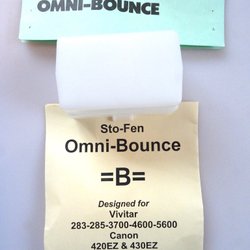 OMNI-BOUNCE
Sto-Fen
Omni-Bounce
=B=
Designed for
Vivitar
283-285-3700-4600-5600
Canon
420EZ & 430EZ